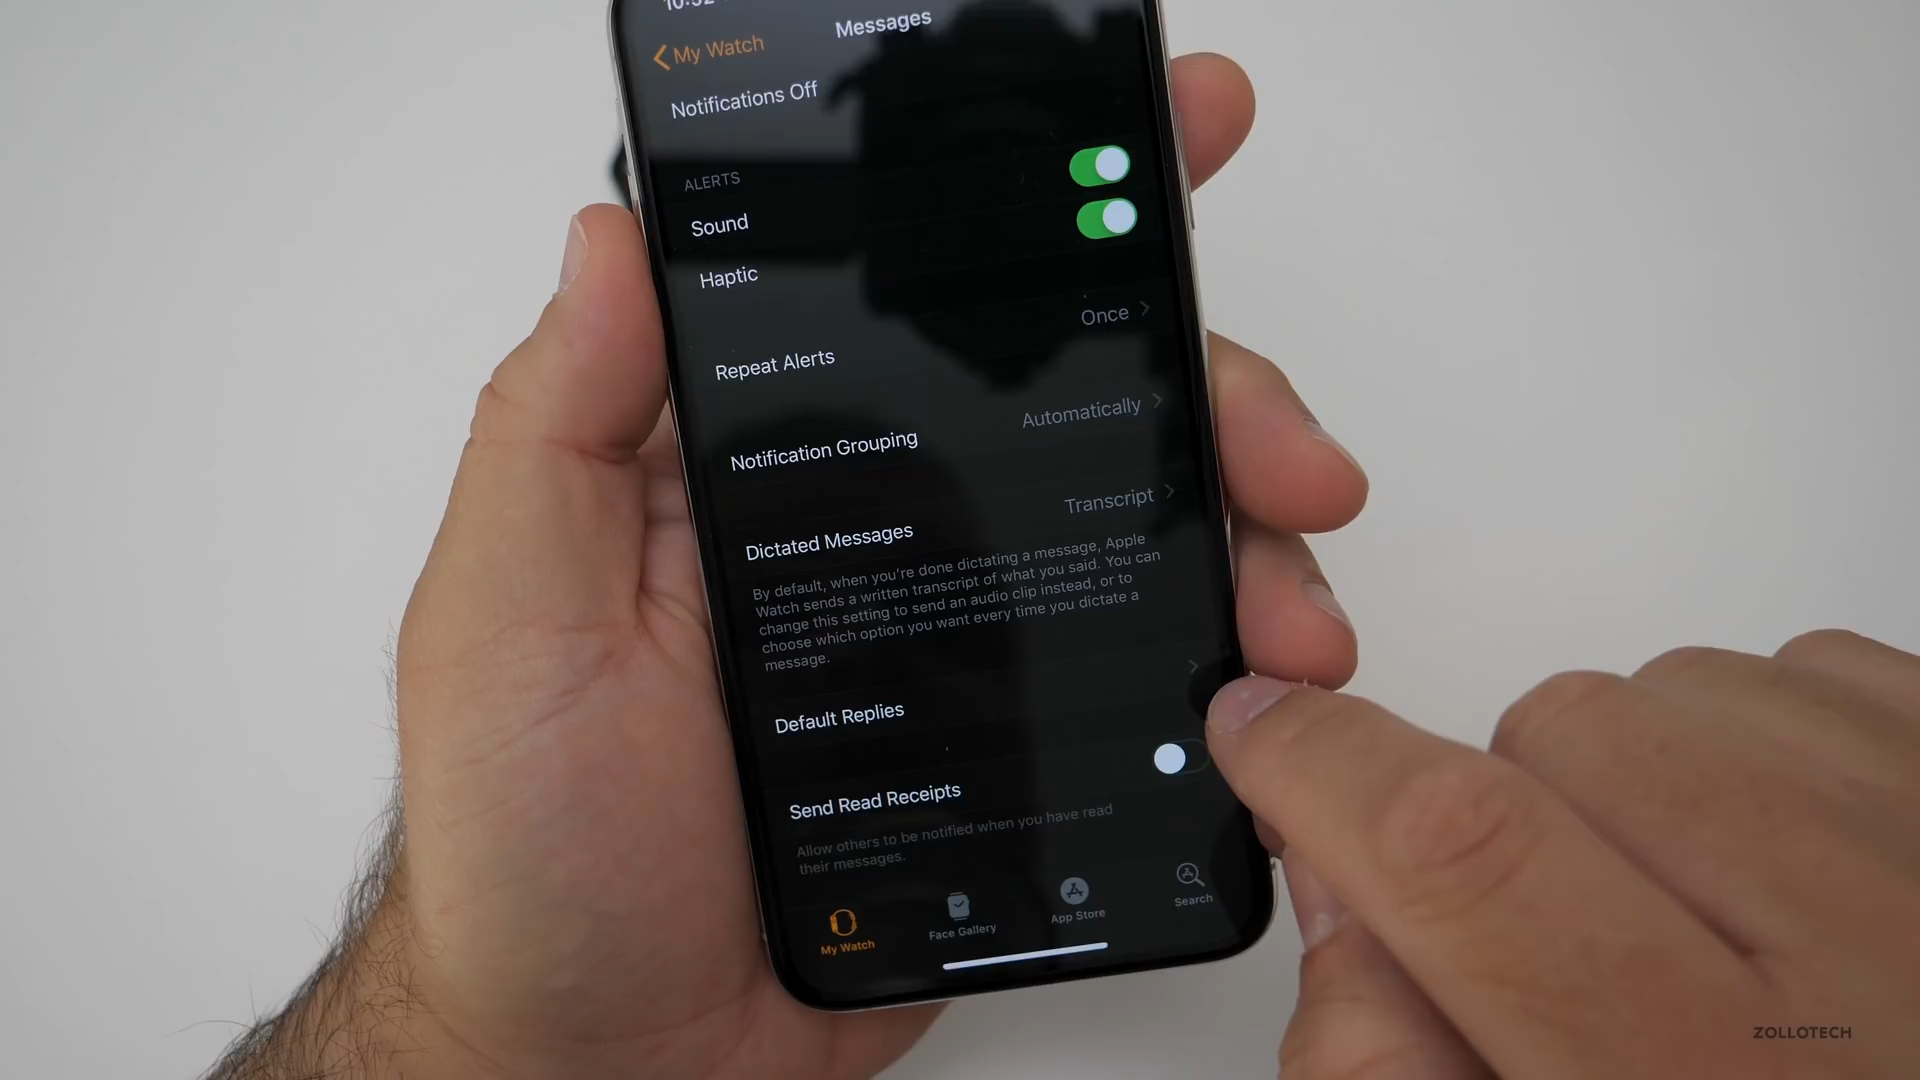 My Watch
Messages
Notifications Off
ALERTS
Sound
Haptic
Repeat Alerts
Once
Notification Grouping
Automatically
Dictated Messages
Transcript
By default, when you're done dictating a message, Apple
Watch sends a written transcript of what you said. You can
change this setting to send an audio clip instead, or to
choose which option you want every time you dictate a
message.
Default Replies
Send Read Receipts
Allow others to be notified when you have read
their messages.
My Watch
Face Gallery
App Store
Search
ZOLLOTECH